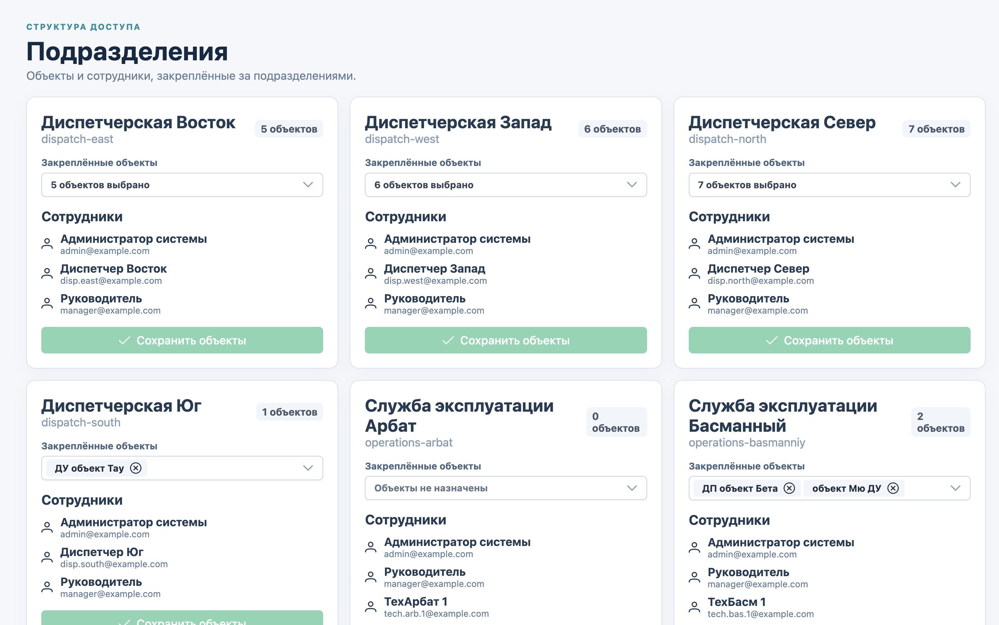 СТРУКТУРА ДОСТУПА
Подразделения
Объекты и сотрудники, закреплённые за подразделениями.
Диспетчерская Восток
5 объектов
dispatch-east
Закреплённые объекты
5 объектов выбрано
Сотрудники
Администратор системы
admin@example.com
Диспетчер Восток
disp.east@example.com
Руководитель
manager@example.com
Сохранить объекты
Диспетчерская Запад
6 объектов
dispatch-west
Закреплённые объекты
6 объектов выбрано
Сотрудники
Администратор системы
admin@example.com
Диспетчер Запад
disp.west@example.com
Руководитель
manager@example.com
Сохранить объекты
Диспетчерская Север
7 объектов
dispatch-north
Закреплённые объекты
7 объектов выбрано
Сотрудники
Администратор системы
admin@example.com
Диспетчер Север
disp.north@example.com
Руководитель
manager@example.com
Сохранить объекты
Диспетчерская Юг
1 объектов
dispatch-south
Закреплённые объекты
ДУ объект Тау
Сотрудники
Администратор системы
admin@example.com
Диспетчер Юг
disp.south@example.com
Руководитель
manager@example.com
Сохранить объекты
Служба эксплуатации
Арбат
0
объектов
operations-arbat
Закреплённые объекты
Объекты не назначены
Сотрудники
Администратор системы
admin@example.com
Руководитель
manager@example.com
ТехАрбат 1
tech.arb.1@example.com
Служба эксплуатации
Басманный
2
объектов
operations-basmanniy
Закреплённые объекты
ДП объект Бета
объект Мю ДУ
Сотрудники
Администратор системы
admin@example.com
Руководитель
manager@example.com
ТехБасм 1
tech.bas.1@example.com